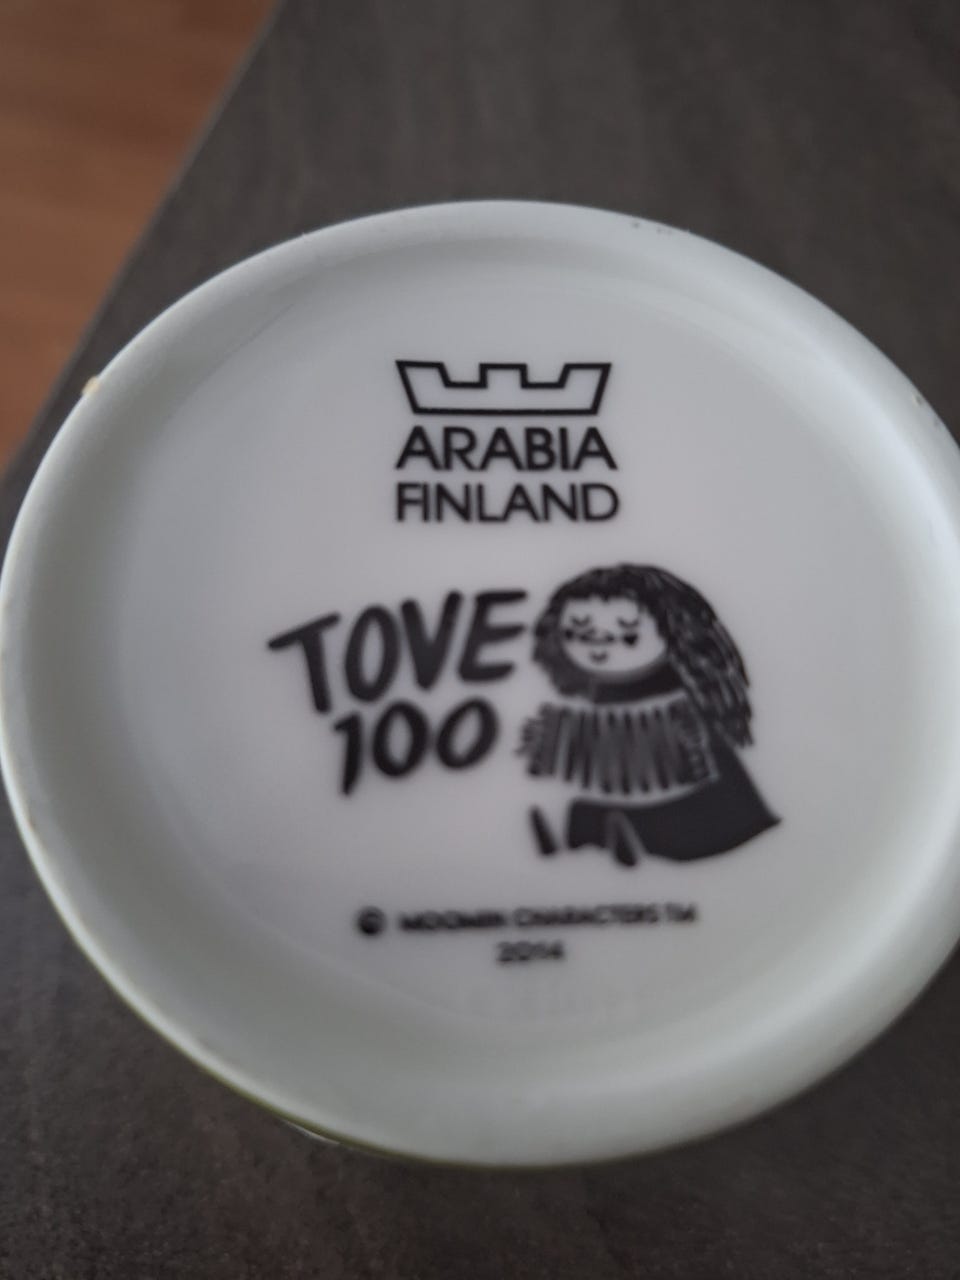 ARABIA
FINLAND
TOVE
100
© MOOMIN CHARACTERS TM
2014